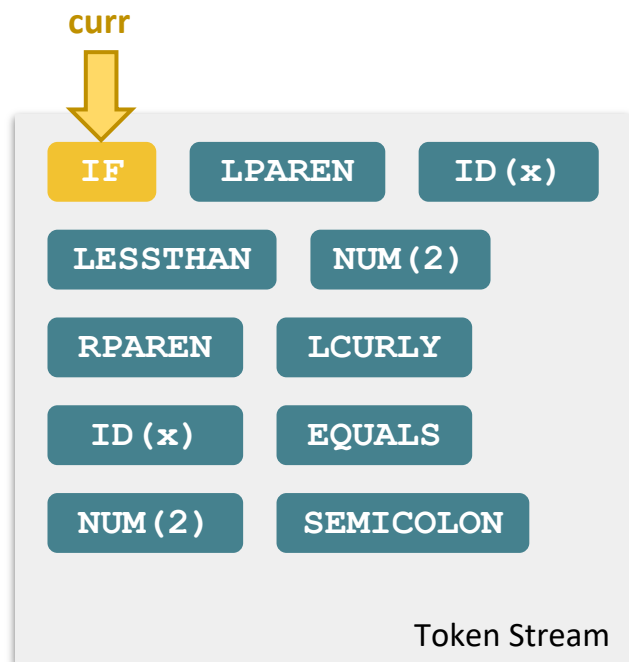 curr
IF LPAREN ID(x)
LESSTHAN NUM(2)
RPAREN LCURLY
ID(x) EQUALS
NUM(2) SEMICOLON
Token Stream